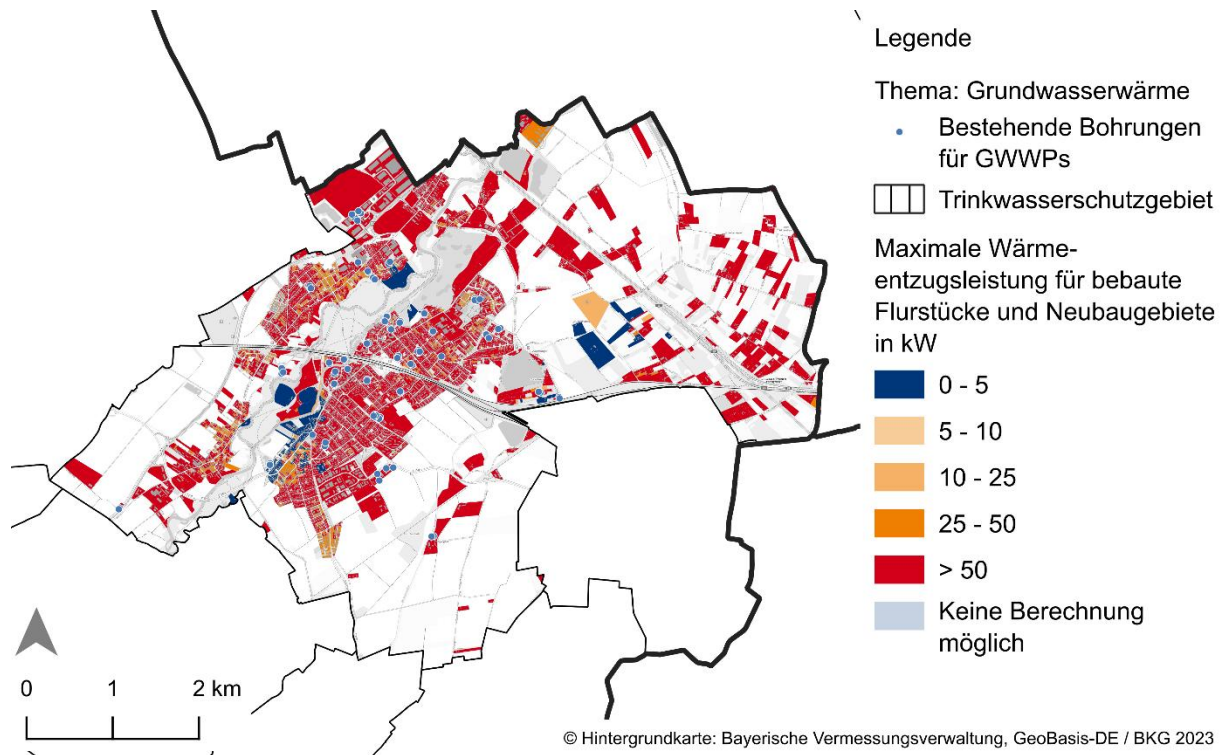 Legende
Thema: Grundwasserwärme
Bestehende Bohrungen
für GWWPs
Trinkwasserschutzgebiet
Maximale Wärme-
entzugsleistung für bebaute
Flurstücke und Neubaugebiete
in kW
0 - 5
5 - 10
10 - 25
25 - 50
> 50
Keine Berechnung
möglich
0 1 2 km
© Hintergrundkarte: Bayerische Vermessungsverwaltung, GeoBasis-DE / BKG 2023